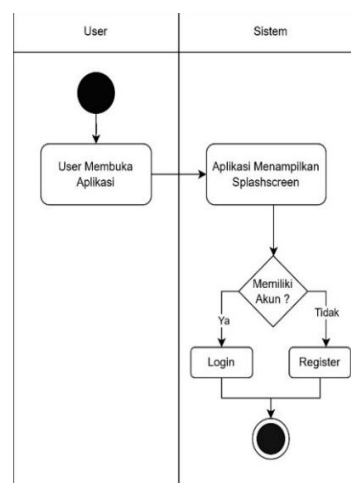 User
Sistem
User Membuka
Aplikasi
Aplikasi Menampilkan
Splashscreen
Memiliki
Akun ?
Ya
Tidak
Login
Register